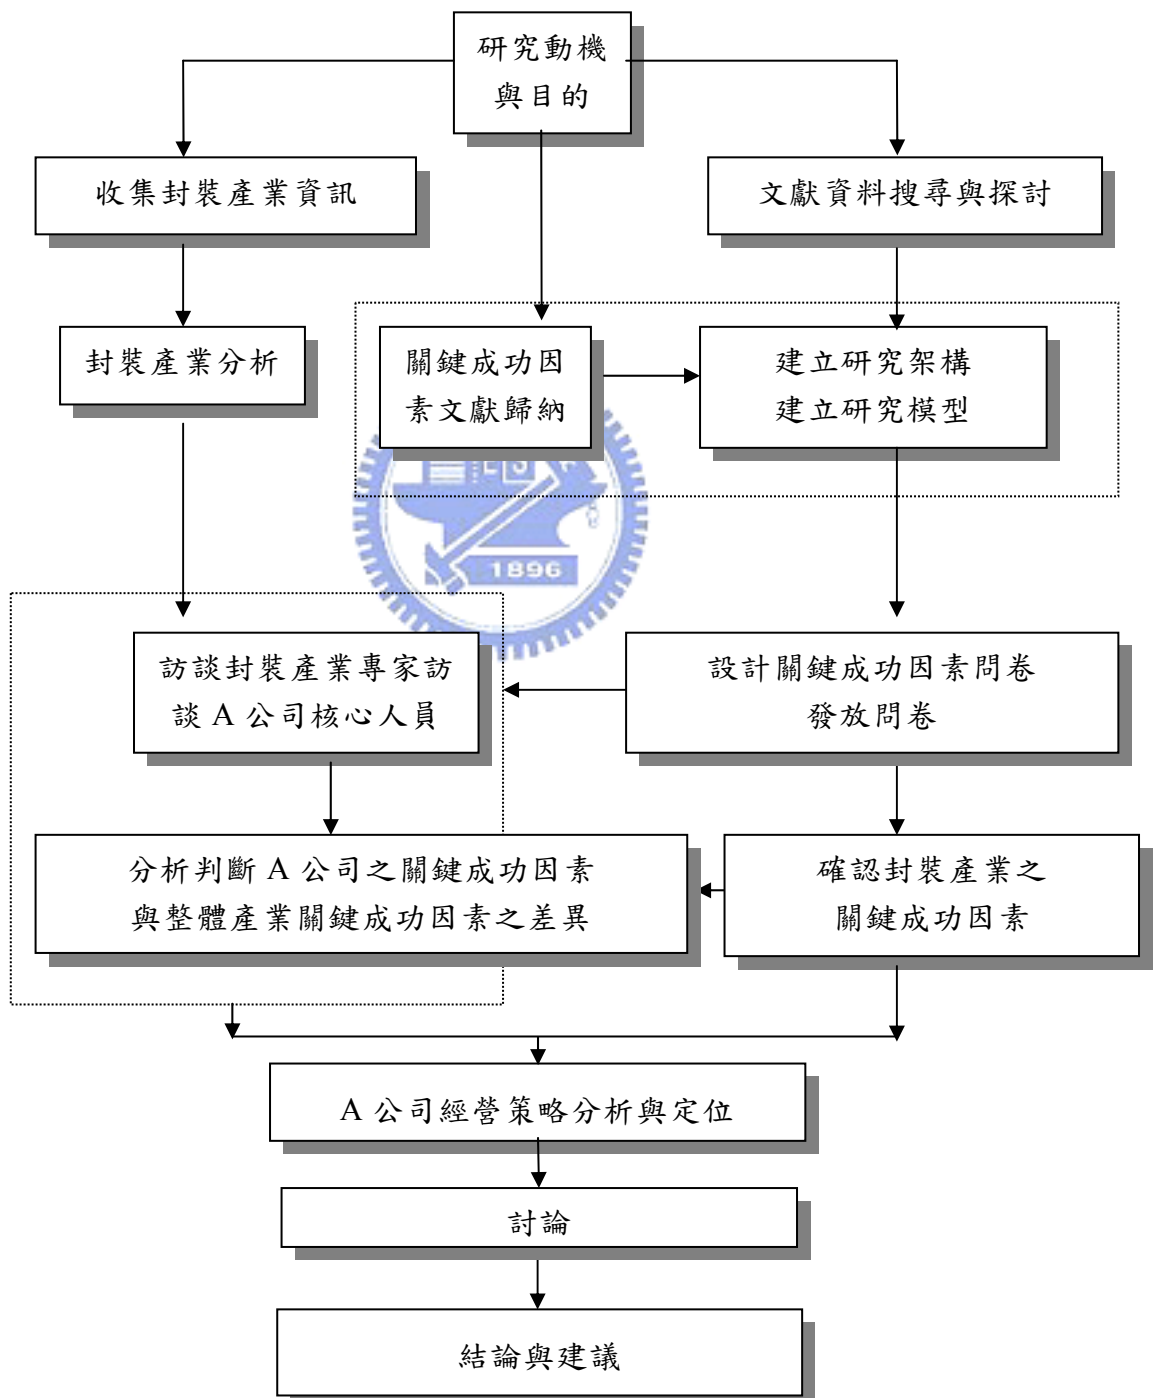 研究動機
與目的
收集封裝產業資訊
文獻資料搜尋與探討
封裝產業分析
關鍵成功因
素文獻歸納
建立研究架構
建立研究模型
1896
訪談封裝產業專家訪
談 A 公司核心人員
設計關鍵成功因素問卷
發放問卷
分析判斷 A 公司之關鍵成功因素
與整體產業關鍵成功因素之差異
確認封裝產業之
關鍵成功因素
A 公司經營策略分析與定位
討論
結論與建議